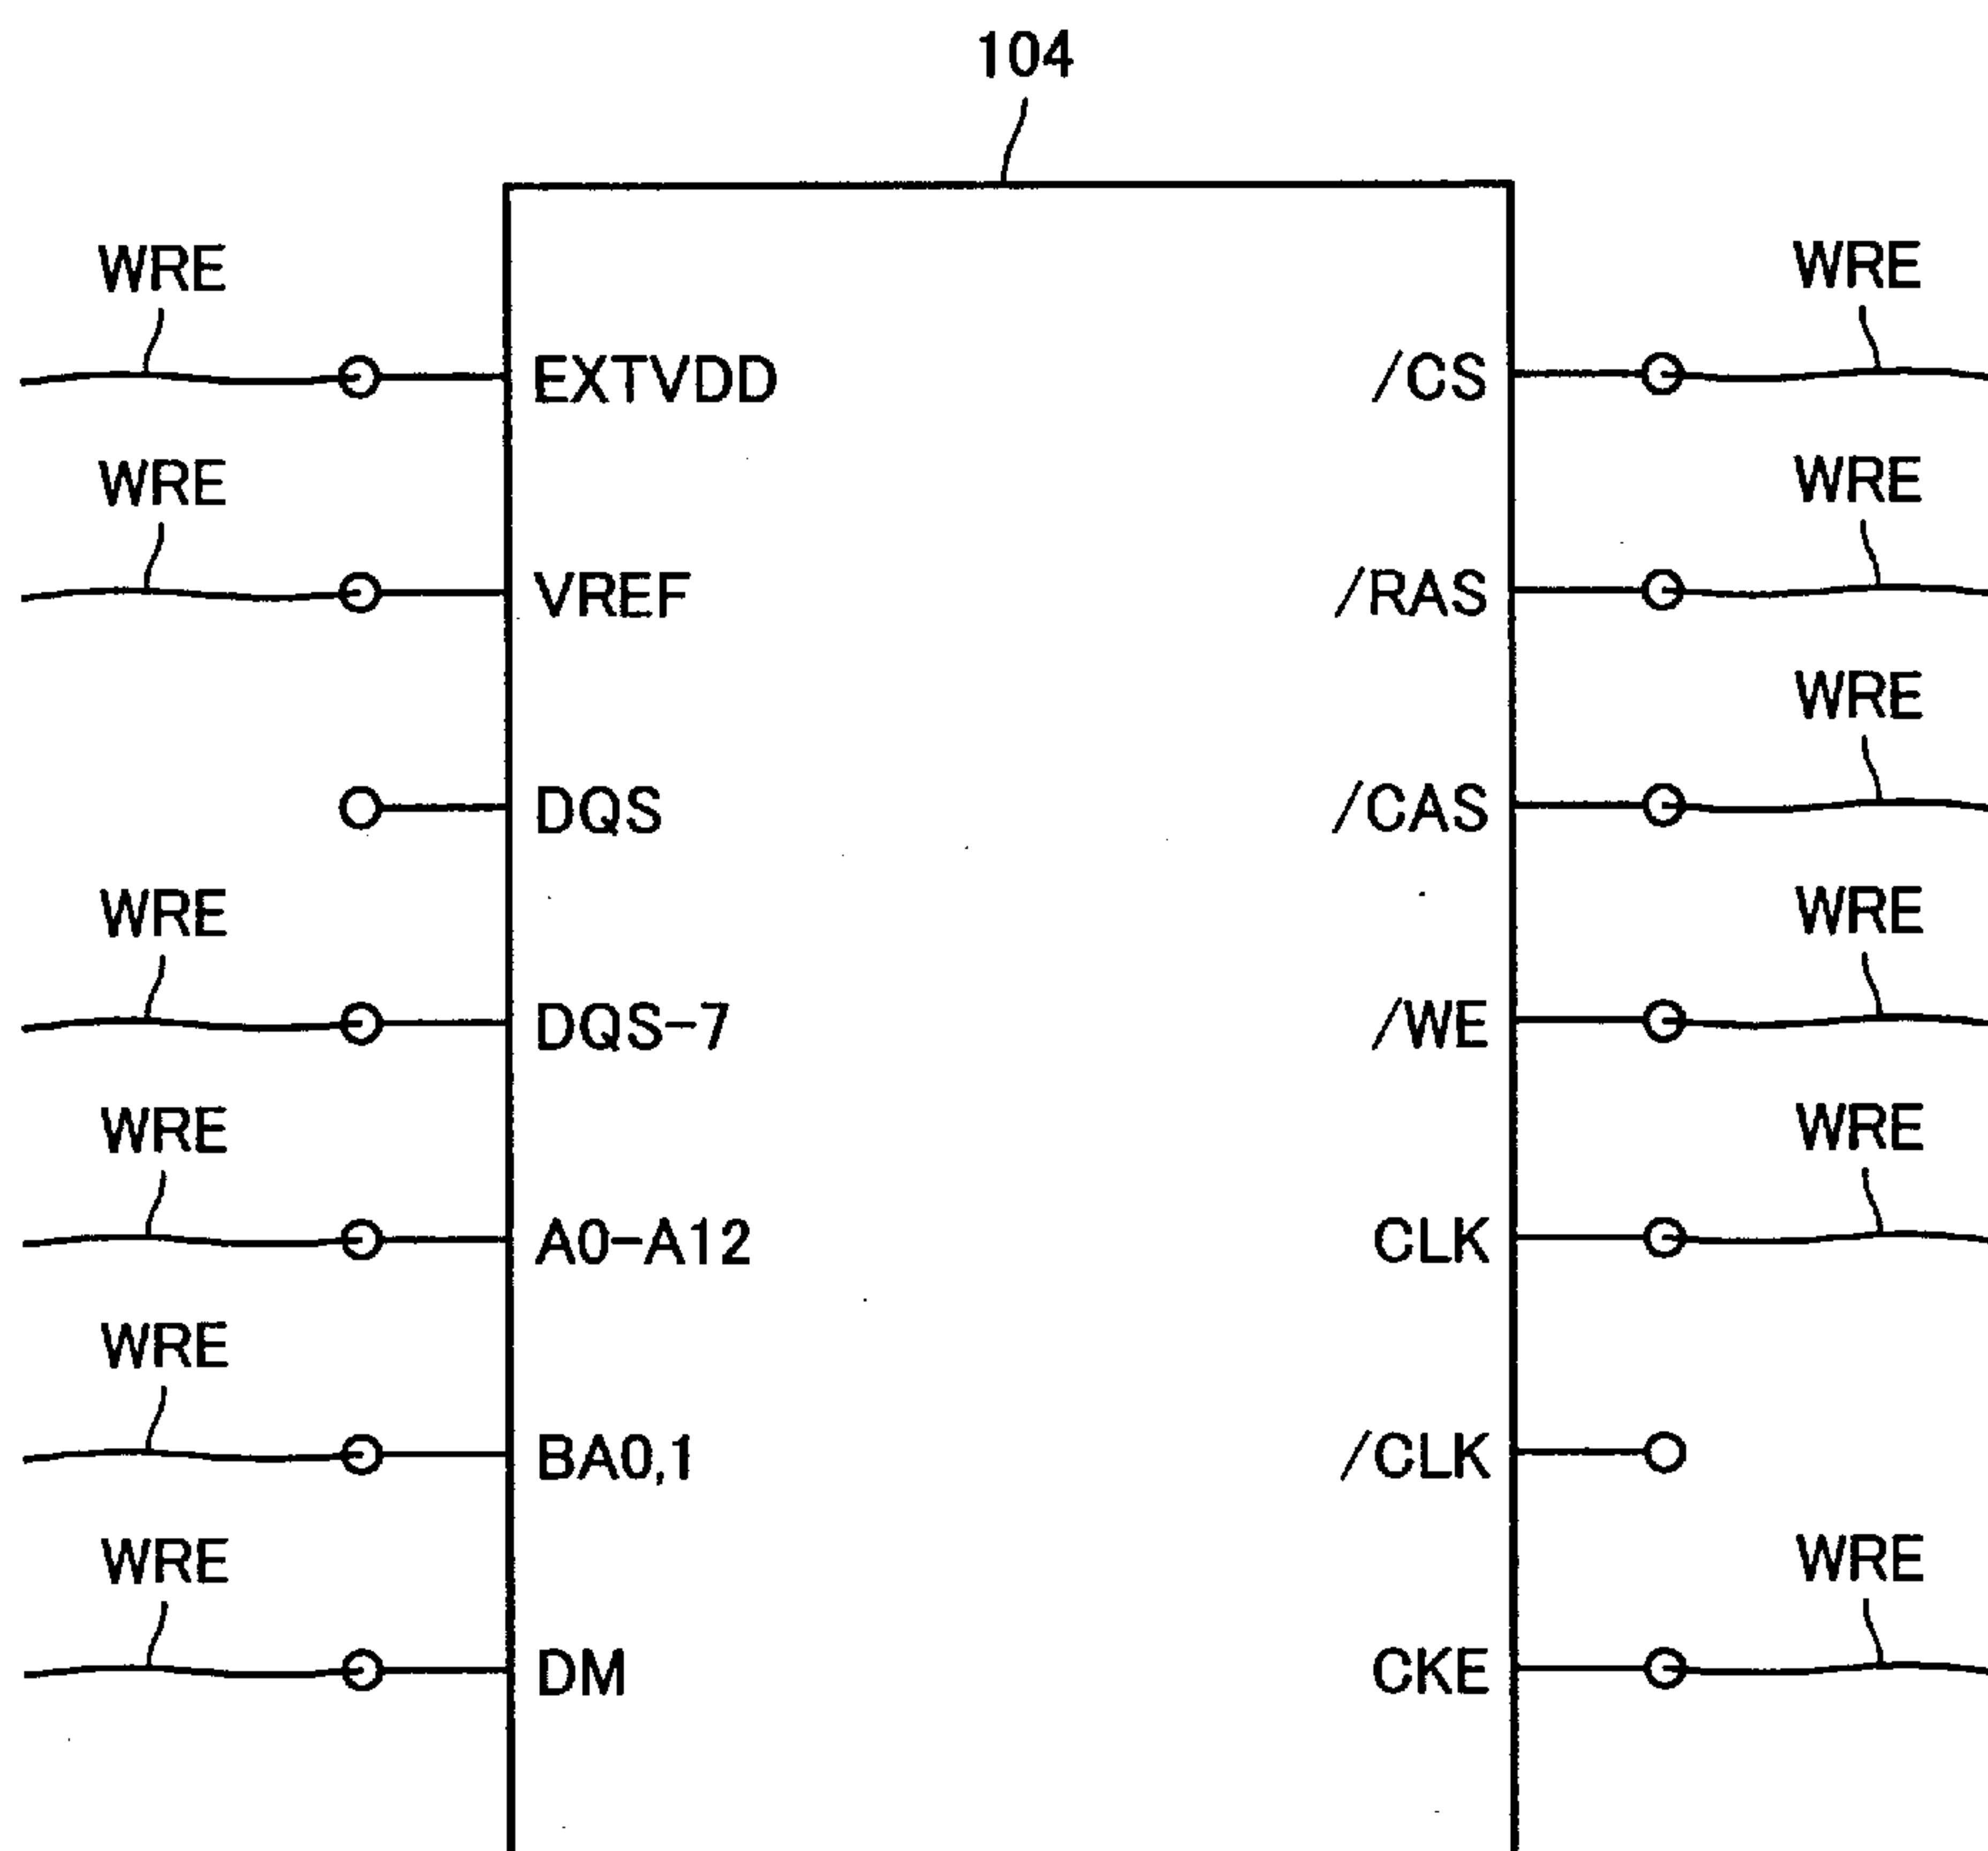 104
WRE WRE
EXTVDD /CS
WRE WRE
VREF /RAS
WRE
DQS /CAS
WRE WRE
DQS-7 /WE
WRE WRE
A0-A12 CLK
WRE
BA0,1 /CLK
WRE WRE
DM CKE